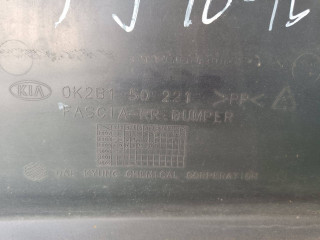 KIA 0K2B1 50 221 >PP<
FASCIA-RR BUMPER
DAE KYUNG CHEMICAL CORPORATION